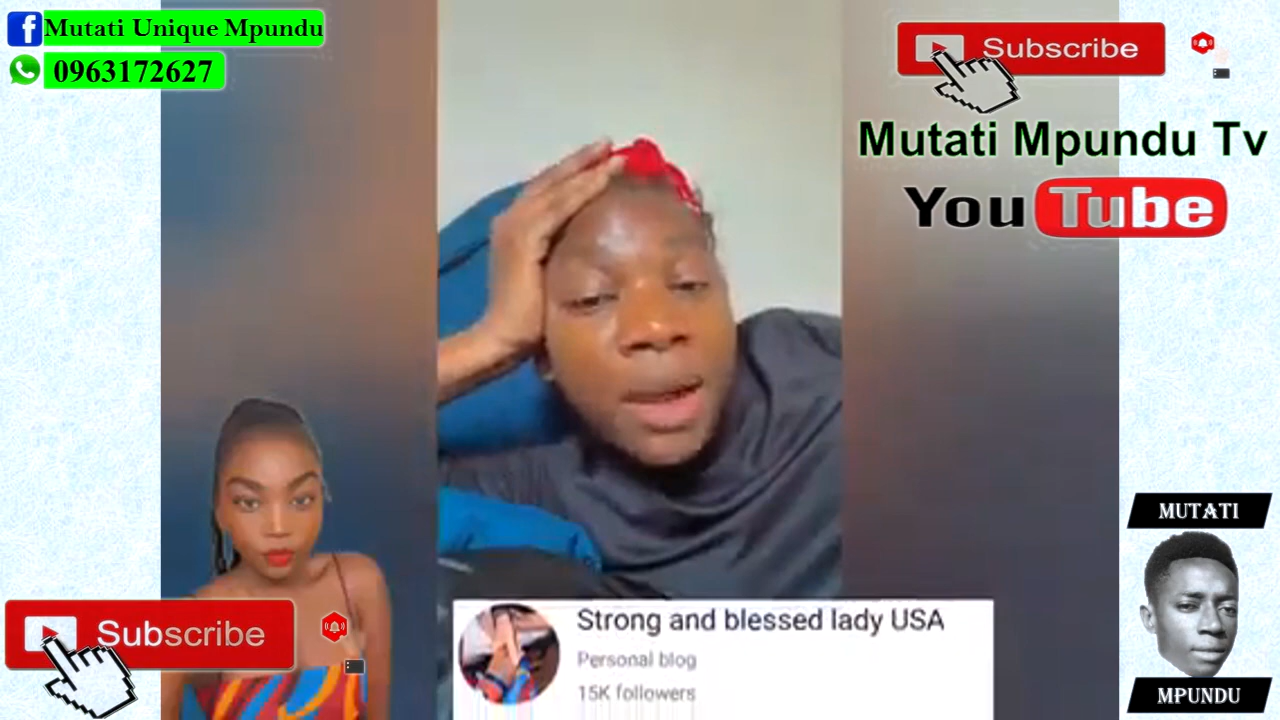 Mutati Unique Mpundu
0963172627
Subscribe
Mutati Mpundu Tv
YouTube
Strong and blessed lady USA
Personal blog
15K followers
Subscribe
MUTATI
MPUNDU